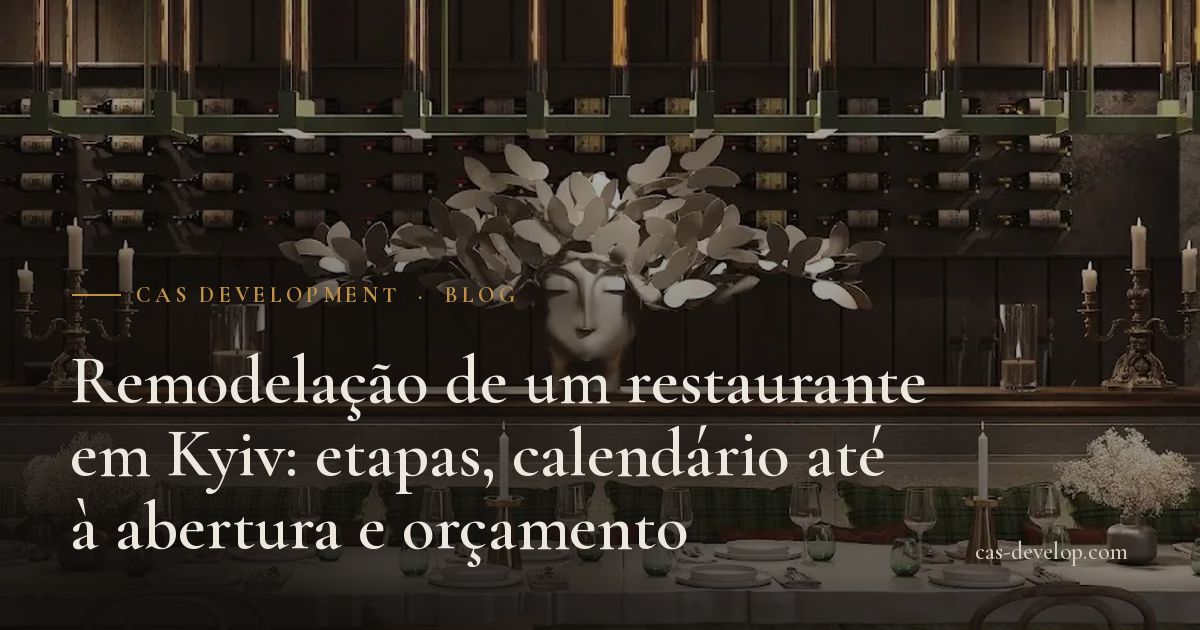 CAS DEVELOPMENT · BLOG
Remodelação de um restaurante
em Kyiv: etapas, calendário até
à abertura e orçamento
cas-develop.com